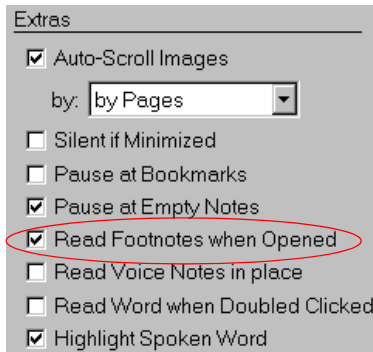 Extras
Auto-Scroll Images
by: by Pages
Silent if Minimized
Pause at Bookmarks
Pause at Empty Notes
Read Footnotes when Opened
Read Voice Notes in place
Read Word when Doubled Clicked
Highlight Spoken Word